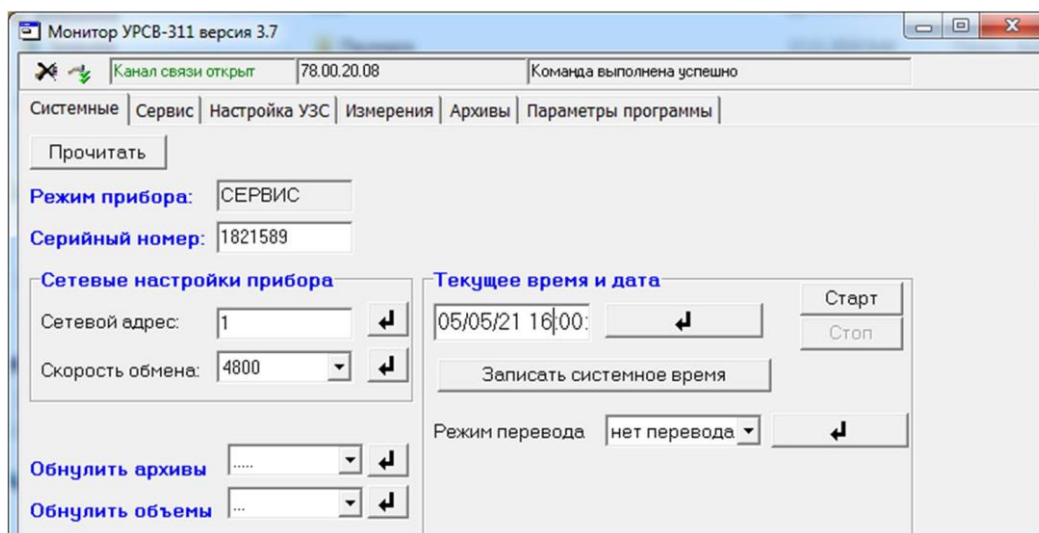 Монитор УРСВ-311 версия 3.7
Канал связи открыт 78.00.20.08 Команда выполнена успешно
Системные Сервис Настройка УЗС Измерения Архивы Параметры программы
Прочитать
Режим прибора: СЕРВИС
Серийный номер: 1821589
Сетевые настройки прибора
Сетевой адрес: 1
Скорость обмена: 4800
Обнулить архивы .....
Обнулить объемы ...
Текущее время и дата
05/05/21 16:00:
Старт
Стоп
Записать системное время
Режим перевода нет перевода